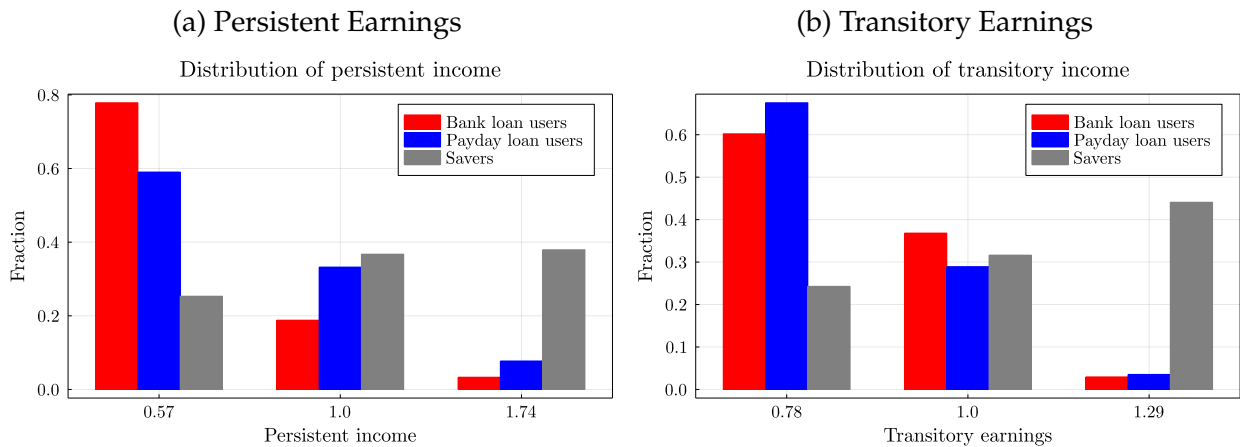 (a) Persistent Earnings
Distribution of persistent income
Fraction
0.8
0.6
0.4
0.2
0.0
Bank loan users
Payday loan users
Savers
0.57 1.0 1.74
Persistent income
(b) Transitory Earnings
Distribution of transitory income
Fraction
0.6
0.5
0.4
0.3
0.2
0.1
0.0
Bank loan users
Payday loan users
Savers
0.78 1.0 1.29
Transitory earnings